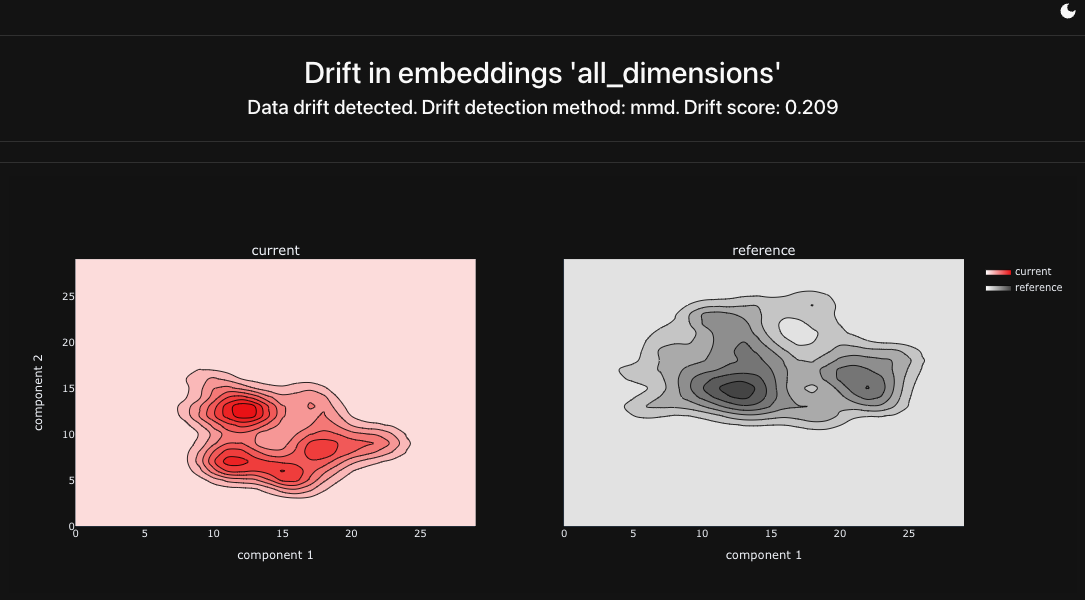 Drift in embeddings 'all_dimensions'
Data drift detected. Drift detection method: mmd. Drift score: 0.209
current
reference
current
reference
component 2
25
20
15
10
5
0
0 5 10 15 20 25
0 5 10 15 20 25
component 1
component 1